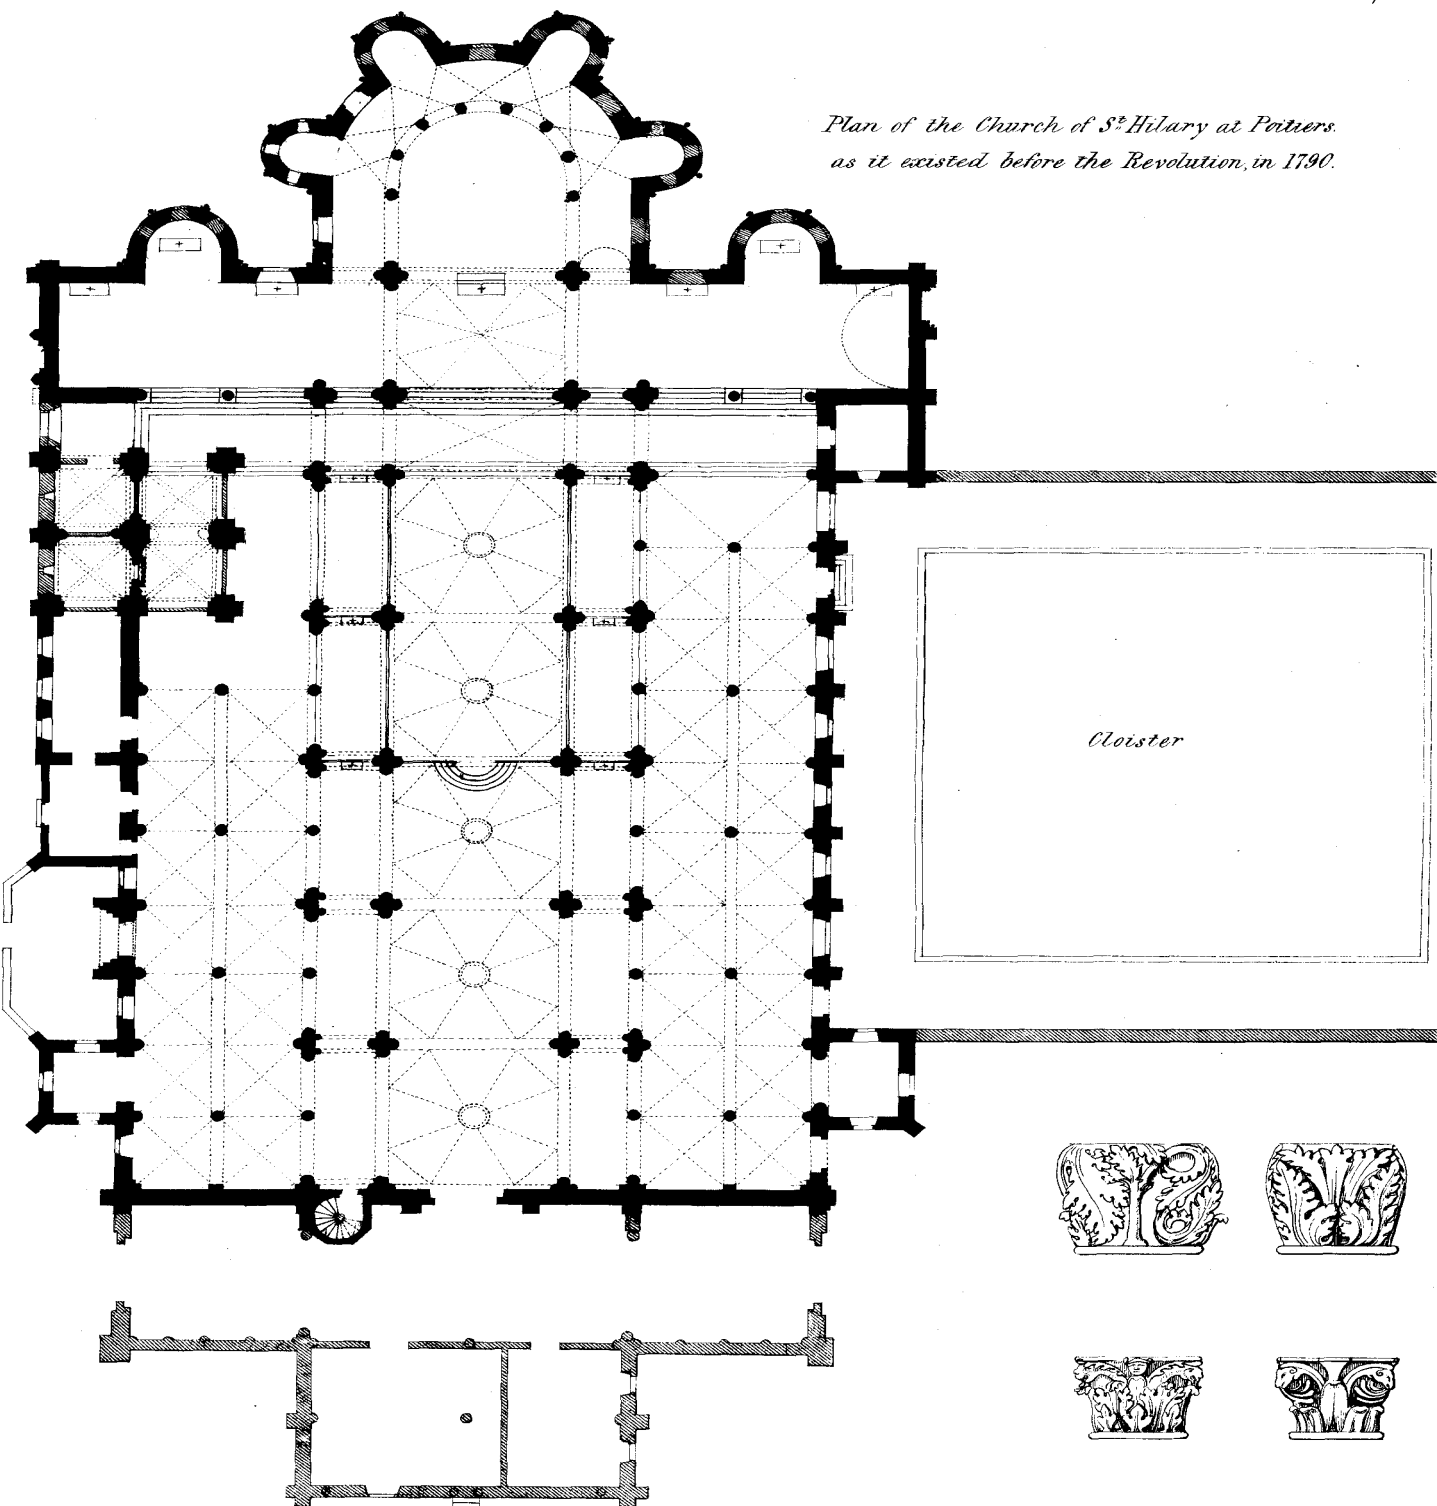 Plan of the Church of St. Hilary at Poitiers.
as it existed before the Revolution, in 1790.
Cloister